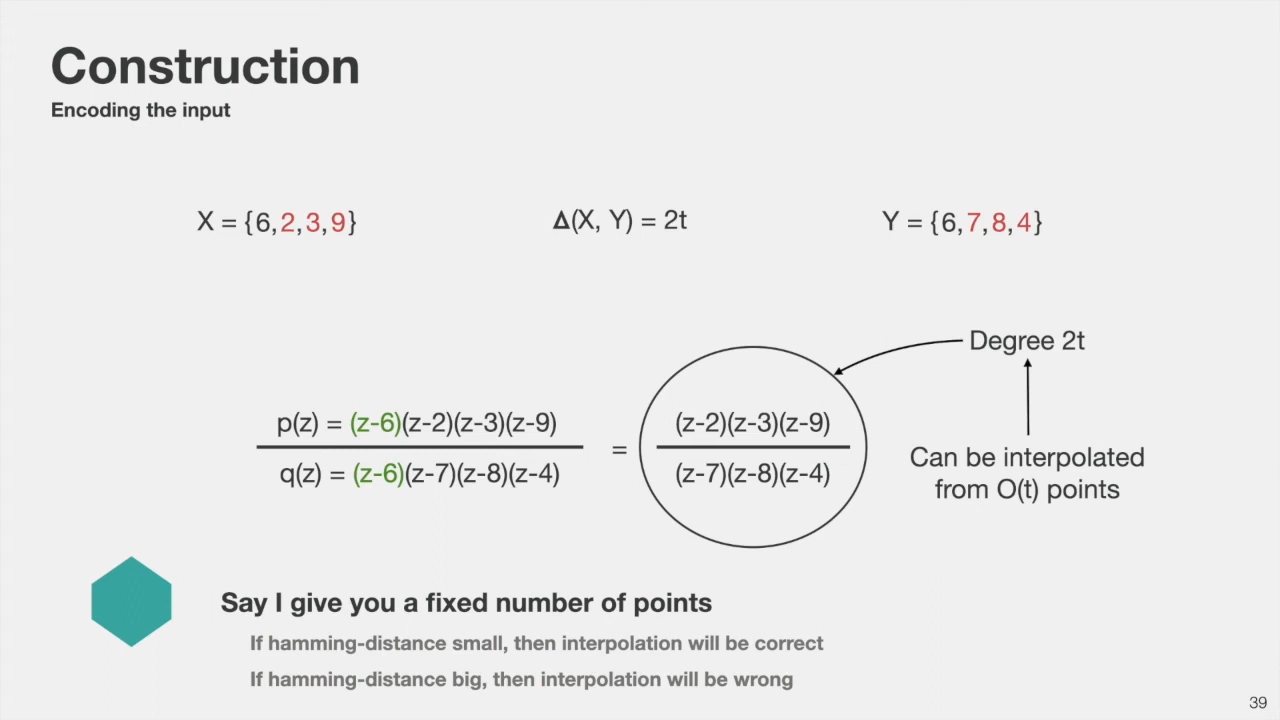 Construction
Encoding the input
X = {6, 2, 3, 9}
Δ(X, Y) = 2t
Y = {6, 7, 8, 4}
Degree 2t
p(z) = (z-6)(z-2)(z-3)(z-9)
q(z) = (z-6)(z-7)(z-8)(z-4)
=
(z-2)(z-3)(z-9)
(z-7)(z-8)(z-4)
Can be interpolated
from O(t) points
Say I give you a fixed number of points
If hamming-distance small, then interpolation will be correct
If hamming-distance big, then interpolation will be wrong
39